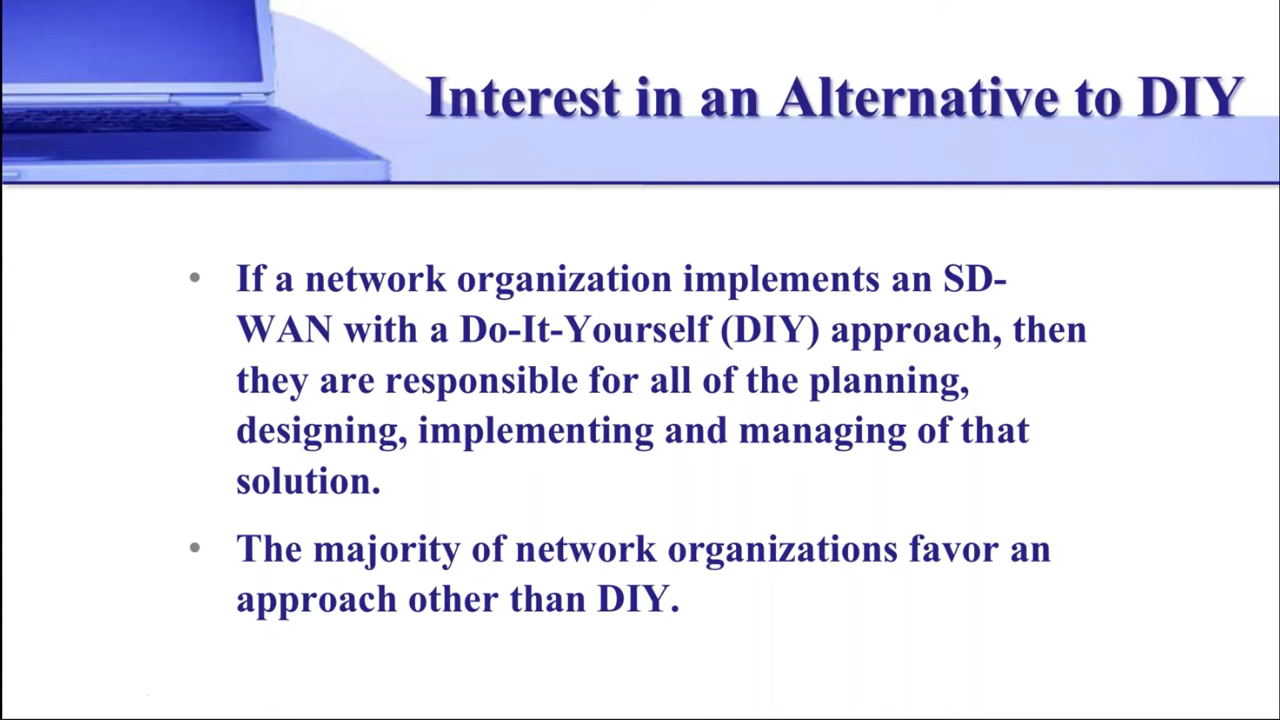 Interest in an Alternative to DIY
• If a network organization implements an SD-
WAN with a Do-It-Yourself (DIY) approach, then
they are responsible for all of the planning,
designing, implementing and managing of that
solution.
• The majority of network organizations favor an
approach other than DIY.